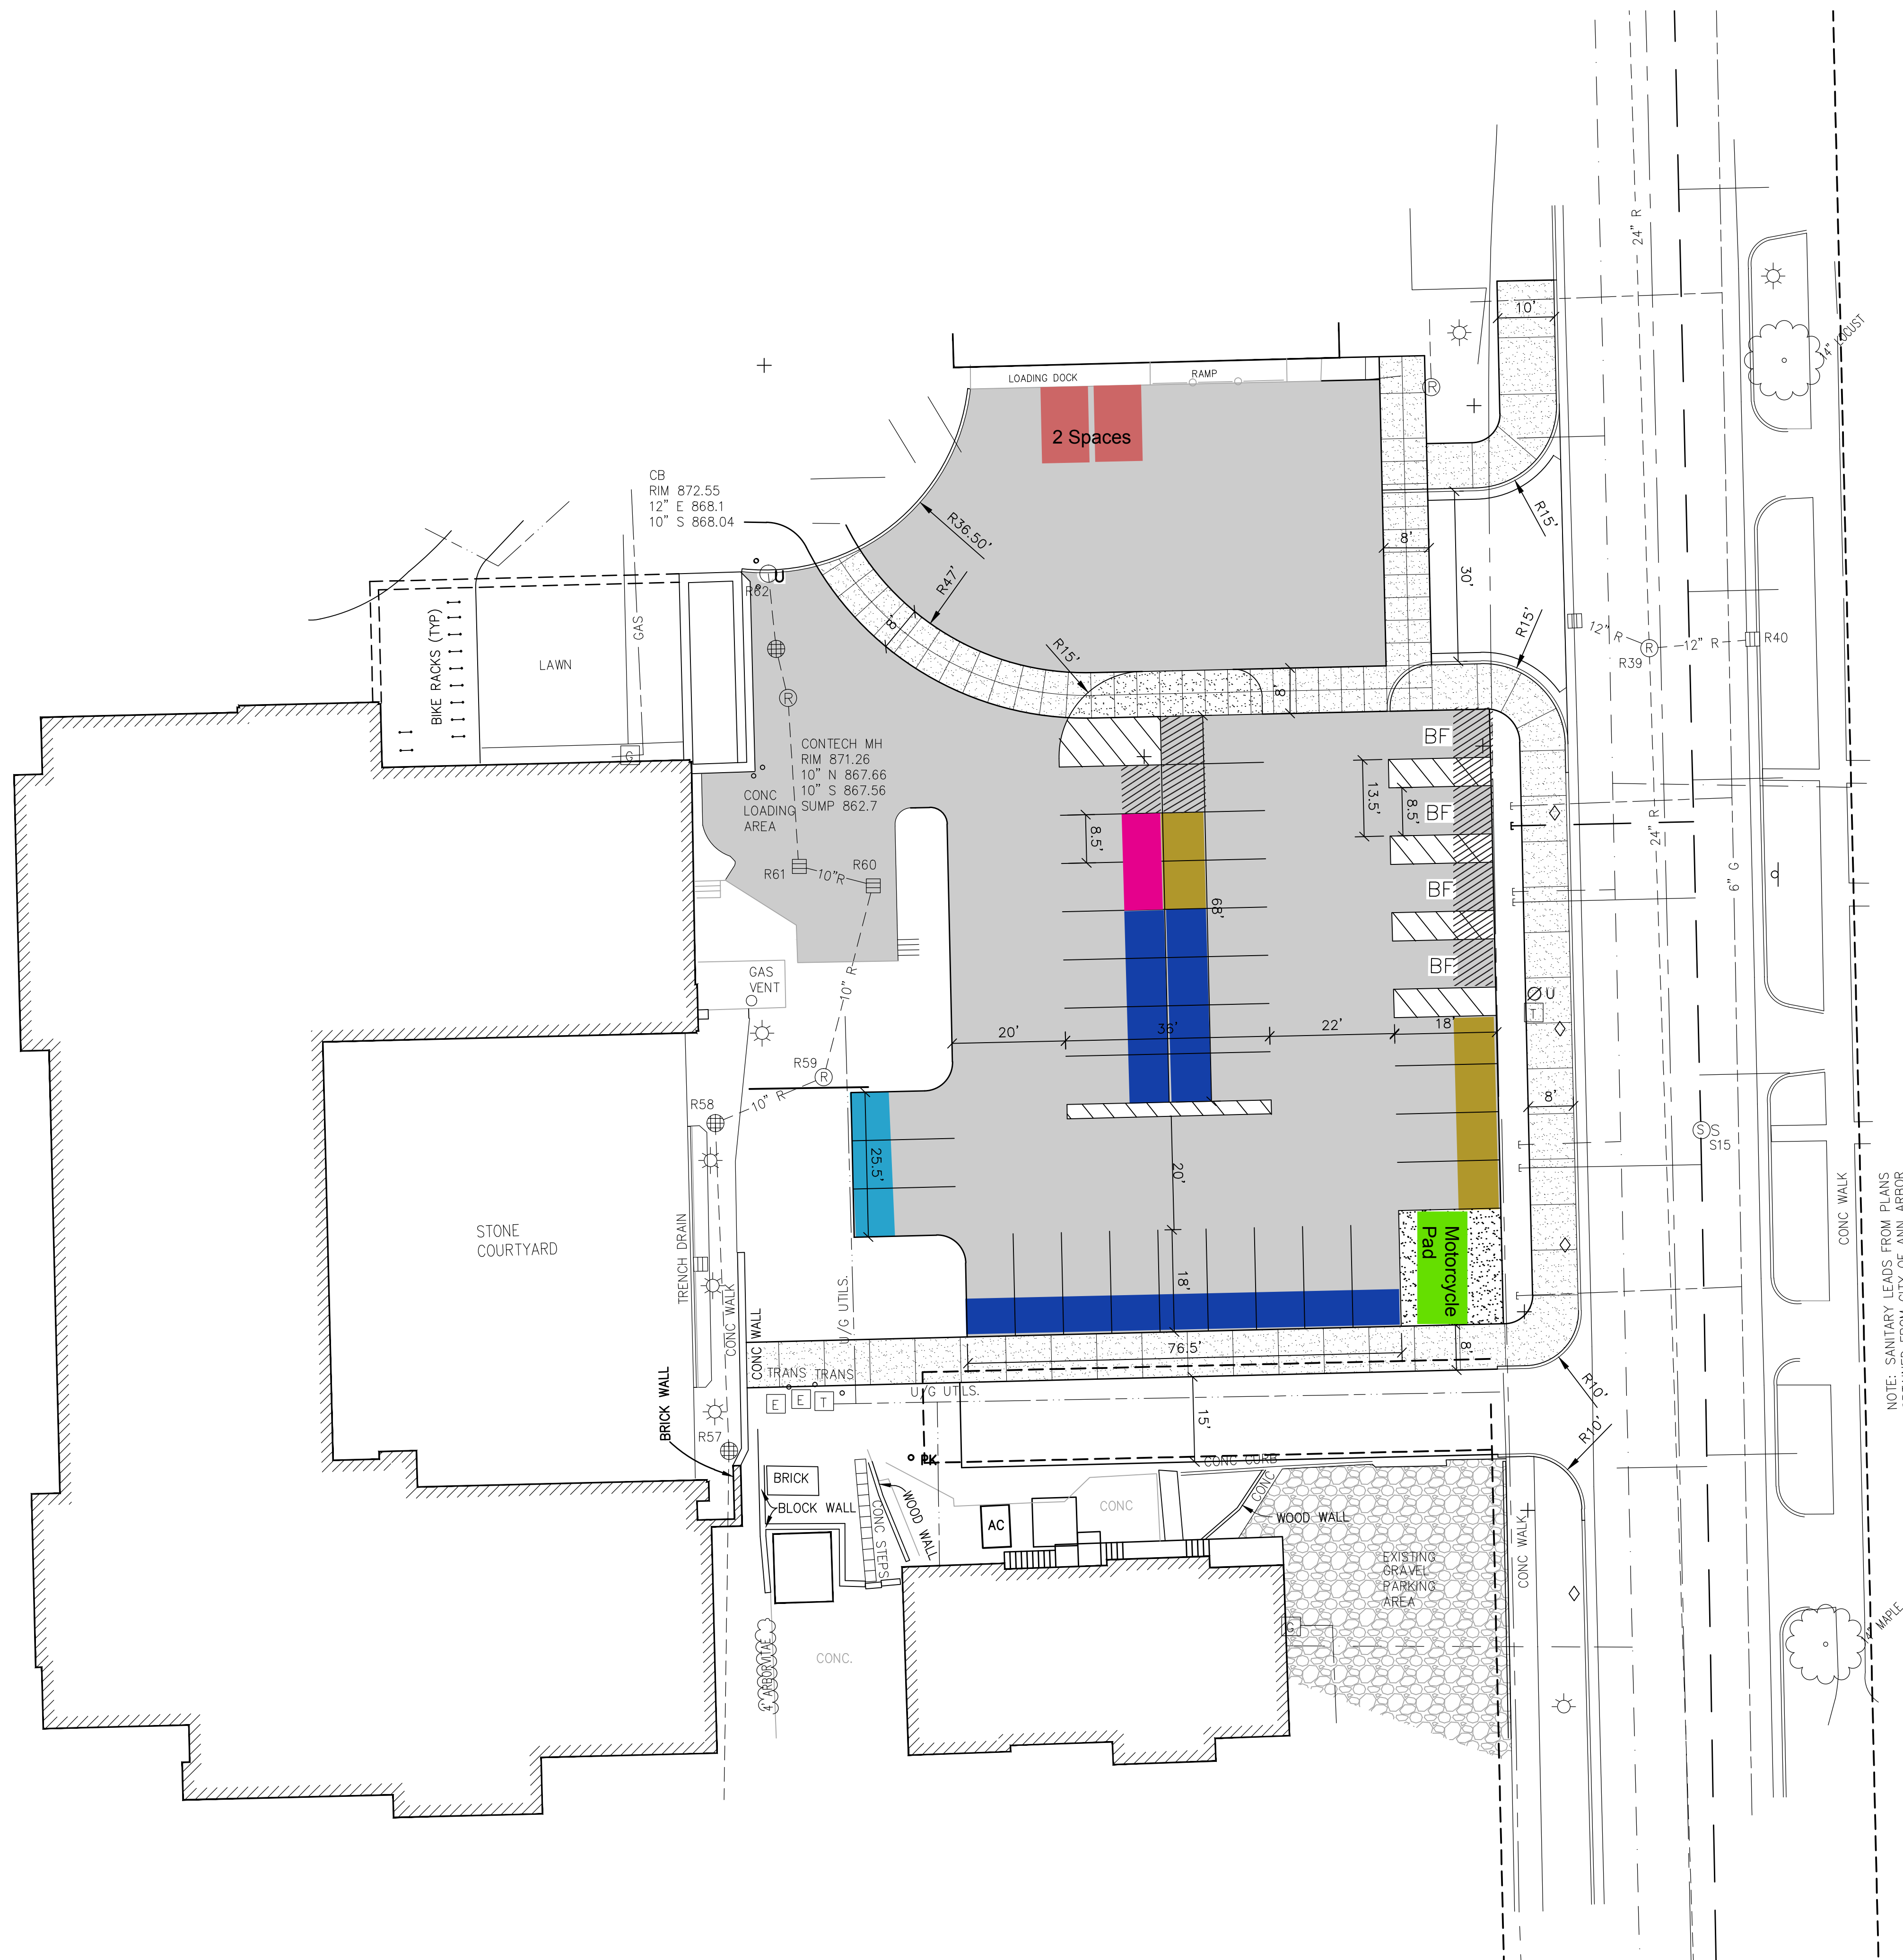 24" R
14" LOCUST
10'
LOADING DOCK
RAMP
R
2 Spaces
CB
RIM 872.55
12" E 868.1
10" S 868.04
R36.50'
R15'
8'
30'
R47'
U
R62
8'
R15'
R15'
12" R
R
R39
12" R
R40
GAS
BIKE RACKS (TYP)
LAWN
G
R
8'
CONTECH MH
RIM 871.26
10" N 867.66
10" S 867.56
SUMP 862.7
CONC
LOADING
AREA
BF
BF
BF
BF
13.5'
8.5'
8.5'
24" R
6" G
R61
10"R
R60
68'
10" R
GAS
VENT
U
T
20'
36'
22'
18'
R59
R
10" R
R58
8'
S
S
S15
25.5'
20'
STONE
COURTYARD
TRENCH DRAIN
CONC WALK
CONC WALL
U/G UTILS.
18'
Motorcycle
Pad
CONC WALK
NOTE: SANITARY LEADS FROM PLANS
76.5'
8'
TRANS
TRANS
E
E
T
U/G UTILS.
R10'
R10'
15'
BRICK WALL
R57
PK
BRICK
BLOCK WALL
CONC STEPS
WOOD WALL
CONC CURB
CONC
CONC
AC
WOOD WALL
EXISTING
GRAVEL
PARKING
AREA
CONC WALK
G
4' ARBORVITAE
CONC.
14" MAPLE